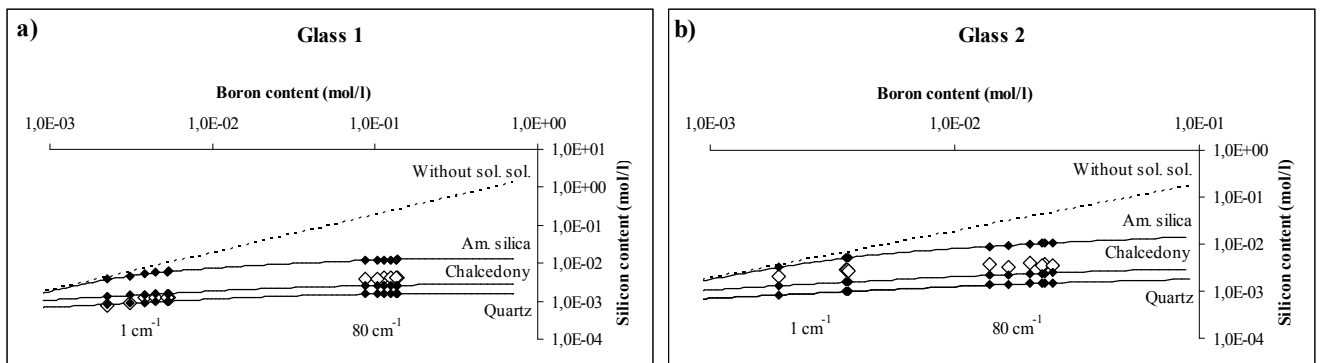 a)
Glass 1
Boron content (mol/l)
1,0E-03 1,0E-02 1,0E-01 1,0E+00
1,0E+01
Without sol. sol.
1,0E+00
1,0E-01
Am. silica
1,0E-02
Chalcedony
1,0E-03
Quartz
1,0E-04
Silicon content (mol/l)
1 cm⁻¹ 80 cm⁻¹
b)
Glass 2
Boron content (mol/l)
1,0E-03 1,0E-02 1,0E-01
1,0E+00
Without sol. sol.
1,0E-01
Am. silica
1,0E-02
Chalcedony
1,0E-03
Quartz
1,0E-04
Silicon content (mol/l)
1 cm⁻¹ 80 cm⁻¹